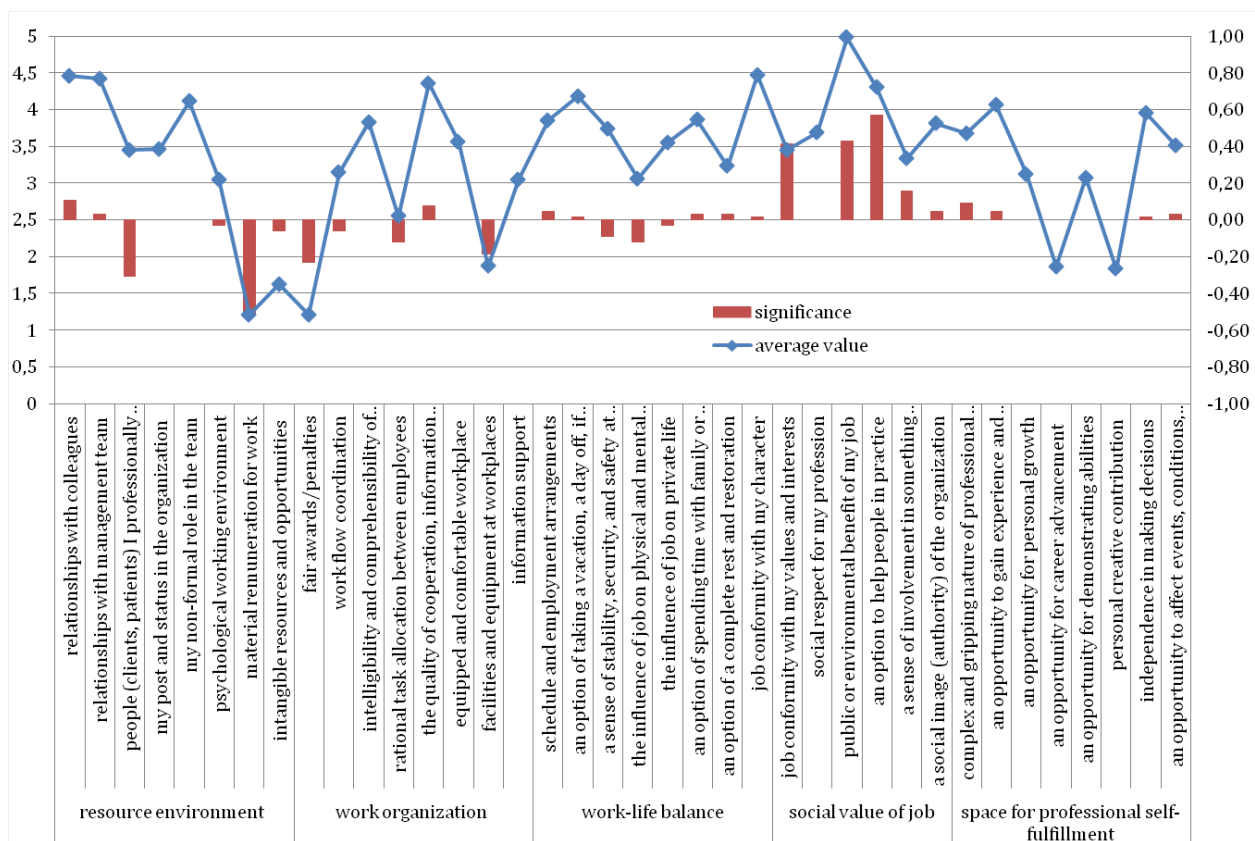 5
4,5
4
3,5
3
2,5
2
1,5
1
0,5
0
1,00
0,80
0,60
0,40
0,20
0,00
-0,20
-0,40
-0,60
-0,80
-1,00
significance
average value
relationships with colleagues
relationships with management team
people (clients, patients) I professionally..
my post and status in the organization
my non-formal role in the team
psychological working environment
material remuneration for work
intangible resources and opportunities
fair awards/penalties
work flow coordination
intelligibility and comprehensibility of..
rational task allocation between employees
the quality of cooperation, information..
equipped and comfortable workplace
facilities and equipment at workplaces
information support
schedule and employment arrangements
an option of taking a vacation, a day off, if..
a sense of stability, security, and safety at..
the influence of job on physical and mental..
the influence of job on private life
an option of spending time with family or..
an option of a complete rest and restoration
job conformity with my character
job conformity with my values and interests
social respect for my profession
public or environmental benefit of my job
an option to help people in practice
a sense of involvement in something..
a social image (authority) of the organization
complex and gripping nature of professional..
an opportunity to gain experience and..
an opportunity for personal growth
an opportunity for career advancement
an opportunity for demonstrating abilities
personal creative contribution
independence in making decisions
an opportunity to affect events, conditions,..
resource environment
work organization
work-life balance
social value of job
space for professional self-
fulfillment